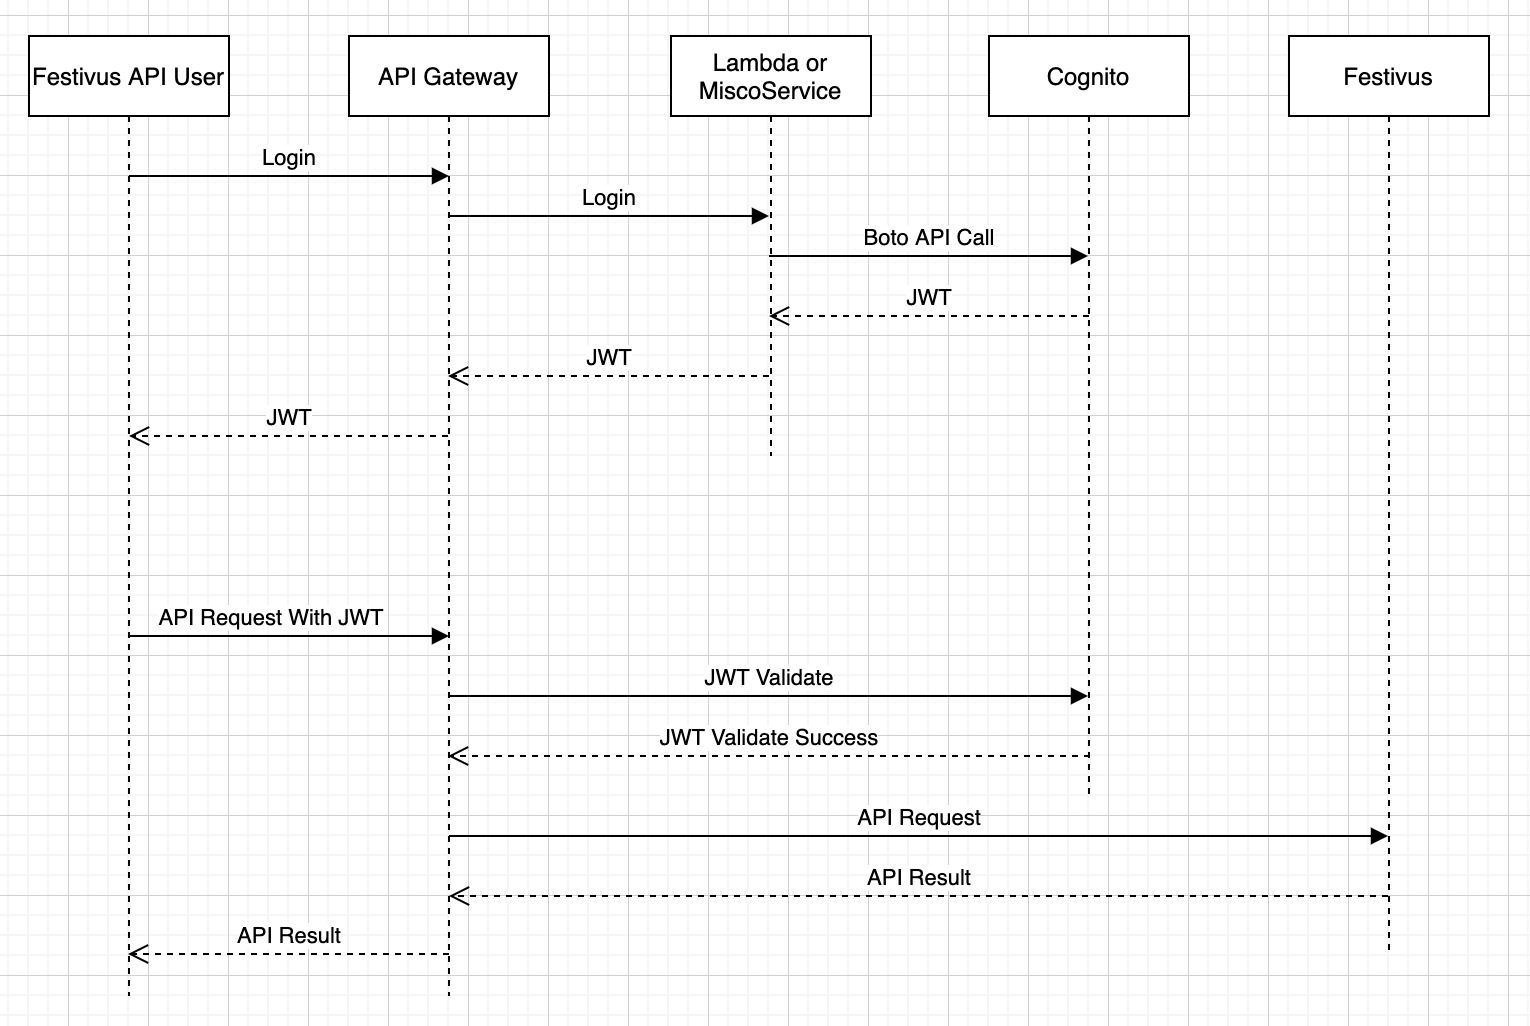 Festivus API User
API Gateway
Lambda or
MiscoService
Cognito
Festivus
Login
Login
Boto API Call
JWT
JWT
JWT
API Request With JWT
JWT Validate
JWT Validate Success
API Request
API Result
API Result